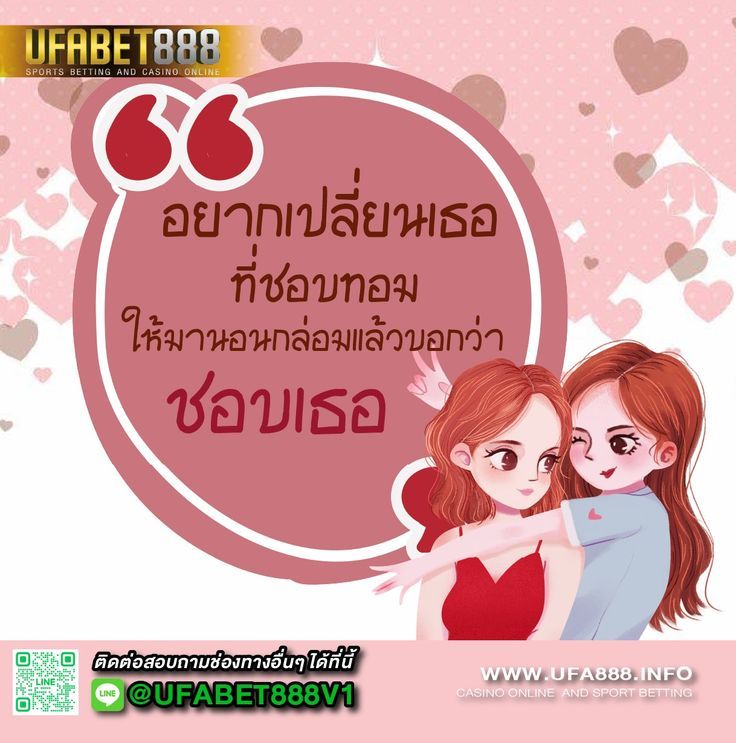 UFABET888
SPORTS BETTING AND CASINO ONLINE
อยากเปลี่ยนเธอ
ที่ชอบทอม
ให้มานอนกล่อมแล้วบอกว่า
ชอบเธอ
ติดต่อสอบถามช่องทางอื่นๆ ได้ที่นี้
LINE
LINE @UFABET888V1
WWW.UFA888.INFO
CASINO ONLINE AND SPORT BETTING